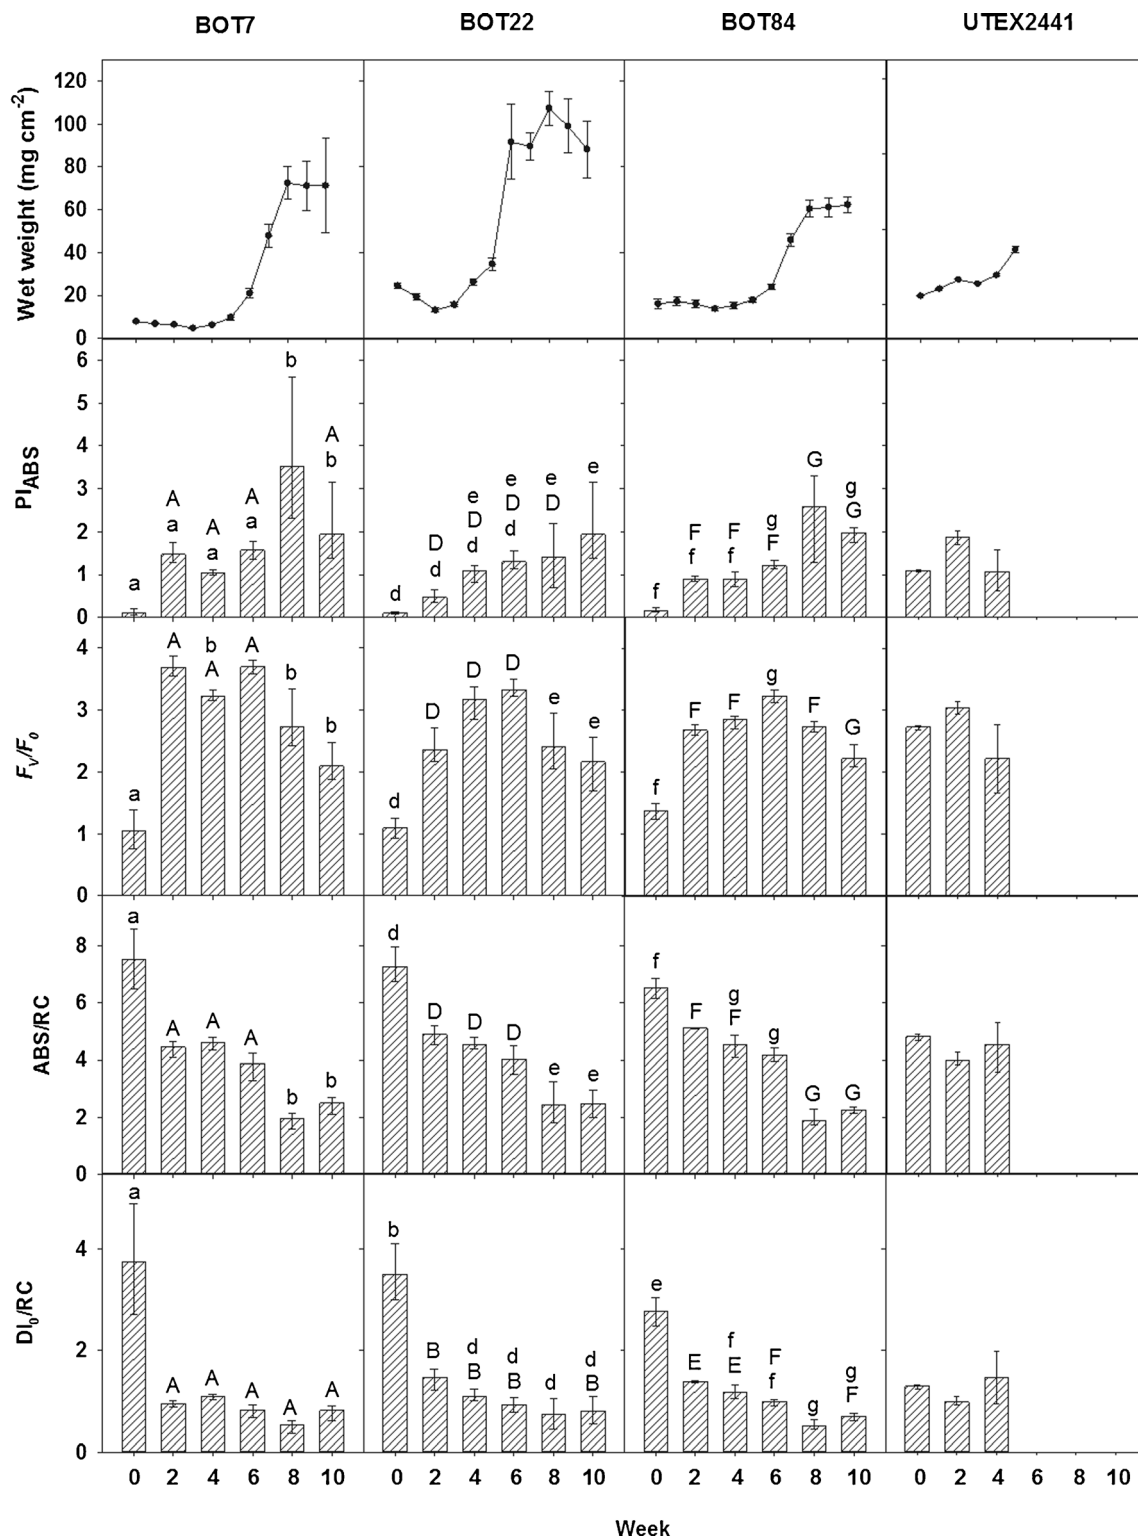 BOT7 BOT22 BOT84 UTEX2441
Wet weight (mg cm⁻²)
120
100
80
60
40
20
0
PI_ABS
6
5
4
3
2
1
0
a A a A a A a b A b
d D d e D d e D d e D e
f F f F f g F G g G
Fᵥ/F₀
4
3
2
1
0
a A b A A b b
d D D D e e
f F F g F G
ABS/RC
8
6
4
2
0
a A A A b b
d D D D e e
f F g F g G G
DI₀/RC
4
2
0
a A A A A A
b B d B d B d d B
e E f E F f g g F
0 2 4 6 8 10 0 2 4 6 8 10 0 2 4 6 8 10 0 2 4 6 8 10
Week